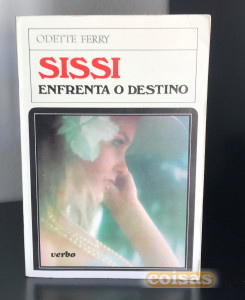 ODETTE FERRY
SISSI
ENFRENTA O DESTINO
verbo
coisas